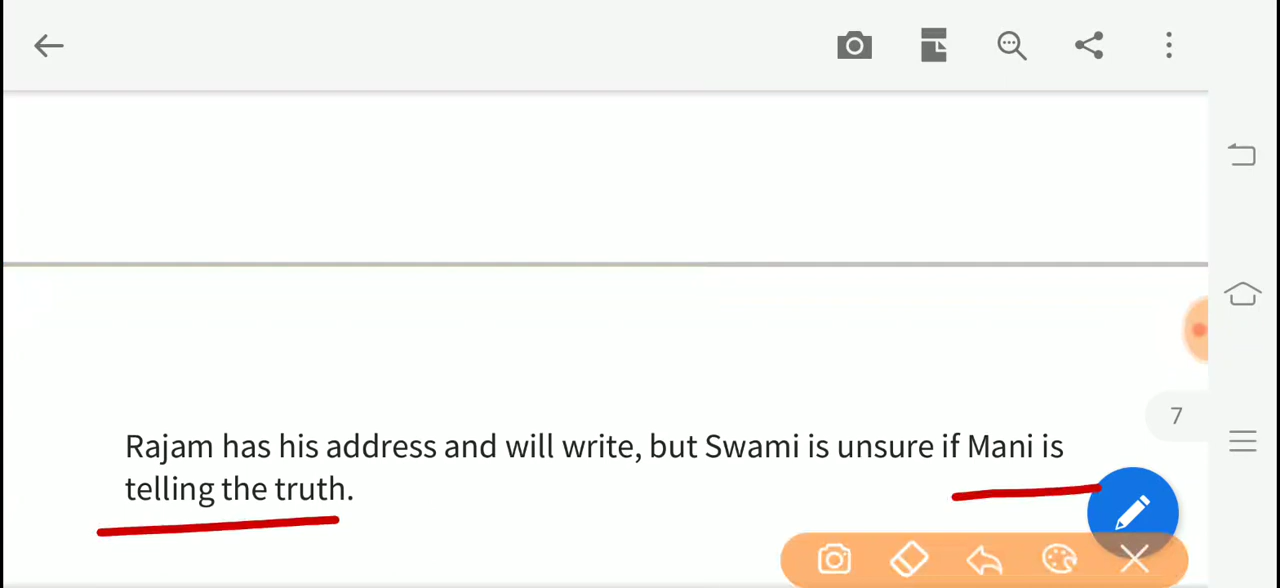 7
Rajam has his address and will write, but Swami is unsure if Mani is
telling the truth.